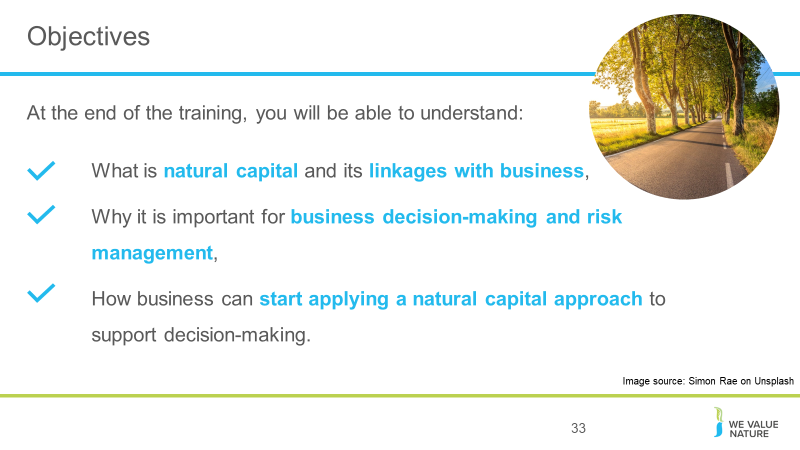 Objectives
At the end of the training, you will be able to understand:
What is natural capital and its linkages with business,
Why it is important for business decision-making and risk
management,
How business can start applying a natural capital approach to
support decision-making.
Image source: Simon Rae on Unsplash
33
WE VALUE
NATURE